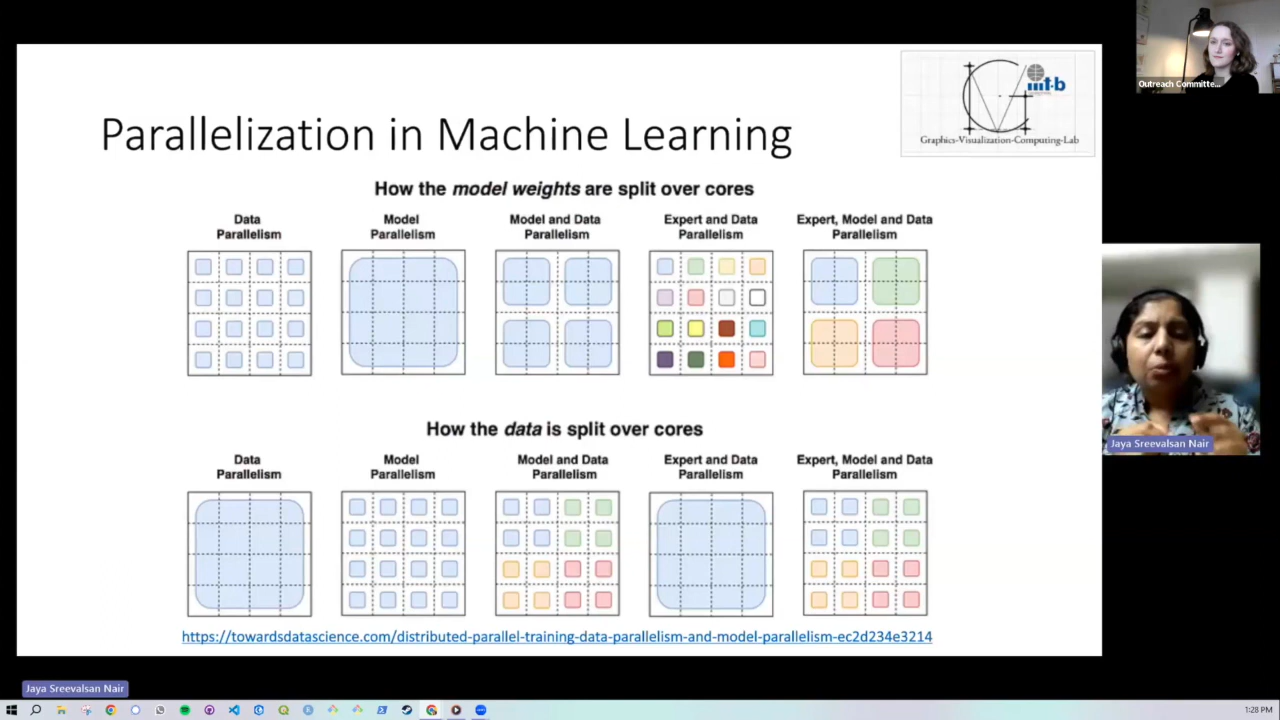 Outreach Committe...
iiit-b
Graphics-Visualization-Computing-Lab
Parallelization in Machine Learning
How the model weights are split over cores
Data
Parallelism
Model
Parallelism
Model and Data
Parallelism
Expert and Data
Parallelism
Expert, Model and Data
Parallelism
How the data is split over cores
Data
Parallelism
Model
Parallelism
Model and Data
Parallelism
Expert and Data
Parallelism
Expert, Model and Data
Parallelism
https://towardsdatascience.com/distributed-parallel-training-data-parallelism-and-model-parallelism-ec2d234e3214
Jaya Sreevalsan Nair
Jaya Sreevalsan Nair
1:28 PM